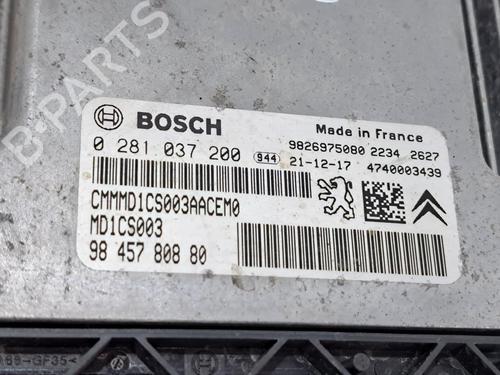 B-PARTS
BOSCH
Made in France
0 281 037 200 944
9826975080 2234 2627
21-12-17 4740003439
CMMMD1CS003AACEM0
MD1CS003
98 457 808 80
-GF35<